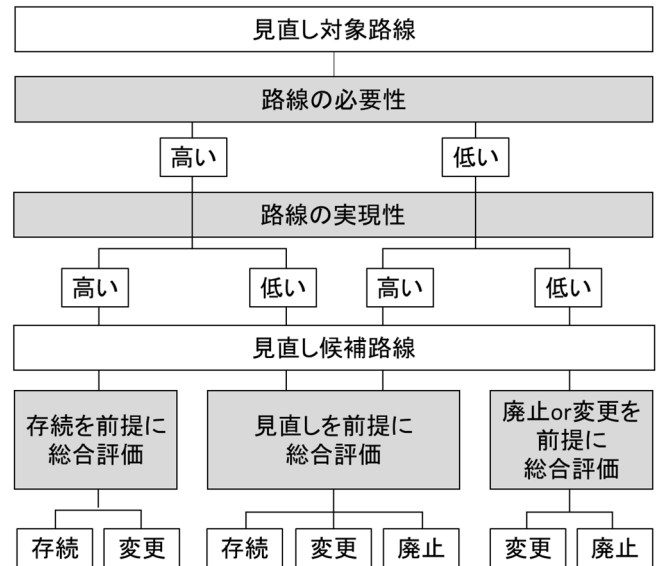 見直し対象路線
路線の必要性
高い
低い
路線の実現性
高い
低い
高い
低い
見直し候補路線
存続を前提に
総合評価
見直しを前提に
総合評価
廃止or変更を
前提に
総合評価
存続
変更
存続
変更
廃止
変更
廃止